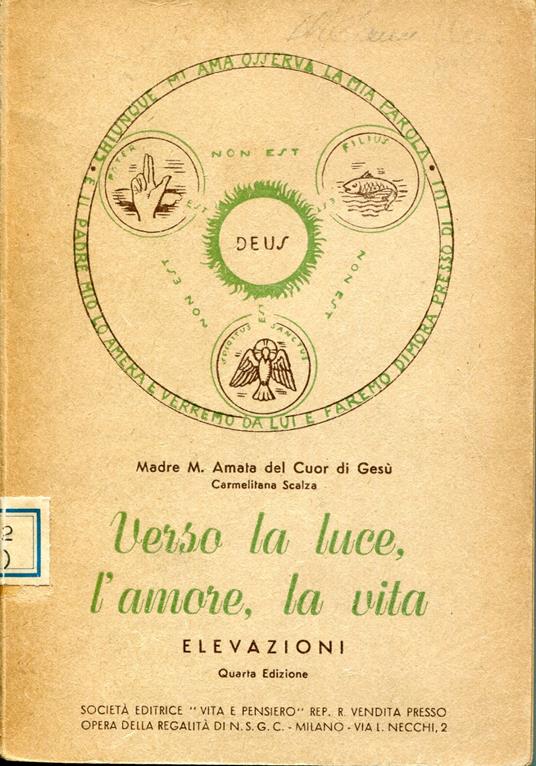 • CHIUNQUE MI AMA OSSERVA LA MIA PAROLA • E IL PADRE MIO LO AMERÀ E VERREMO DA LUI E FAREMO DIMORA PRESSO DI LUI
PATER
NON EST
FILIUS
EST
EST
DEUS
NON EST
NON EST
EST
SPIRITUS SANCTUS
Madre M. Amata del Cuor di Gesù
Carmelitana Scalza
Verso la luce,
l'amore, la vita
2
)
ELEVAZIONI
Quarta Edizione
SOCIETÀ EDITRICE "VITA E PENSIERO" REP. R. VENDITA PRESSO
OPERA DELLA REGALITÀ DI N. S. G. C. - MILANO - VIA L. NECCHI, 2